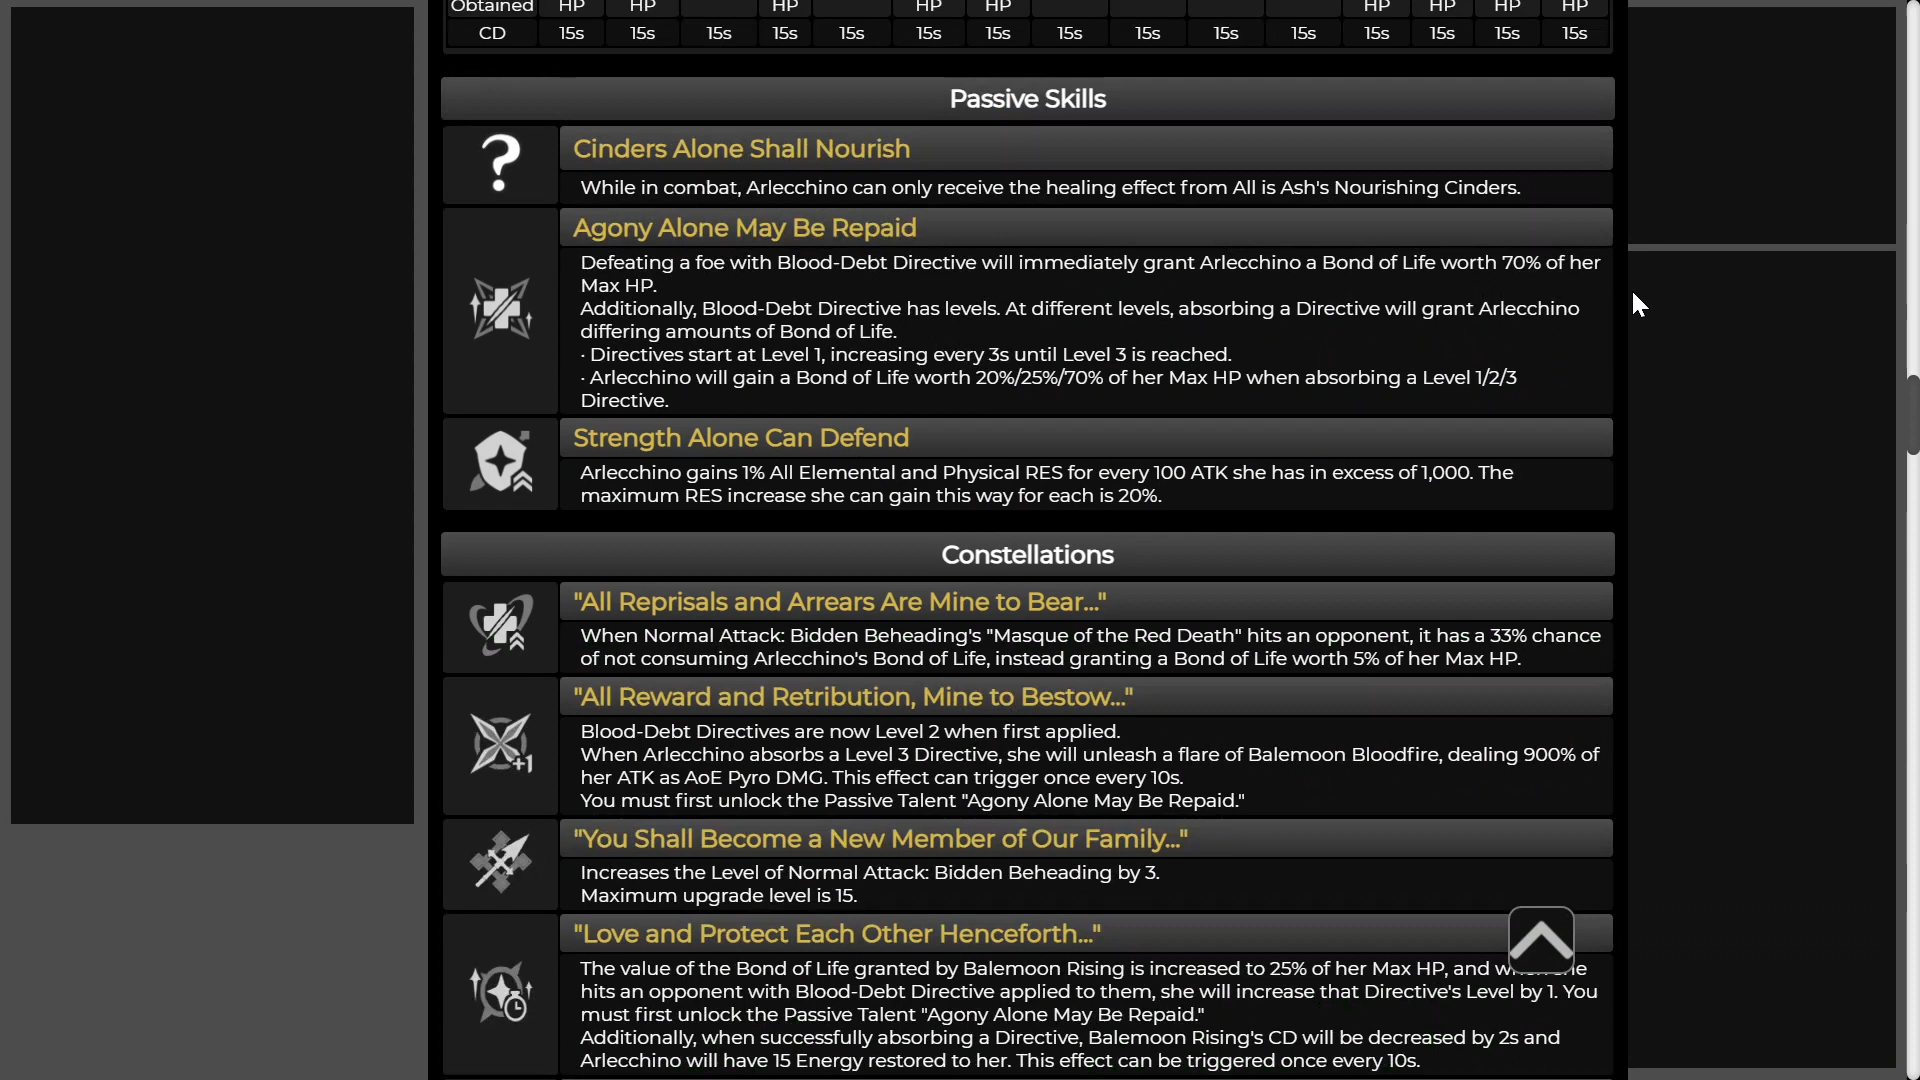 Obtained HP HP HP HP HP HP HP HP HP
CD 15s 15s 15s 15s 15s 15s 15s 15s 15s 15s 15s 15s 15s 15s 15s
Passive Skills
Cinders Alone Shall Nourish
While in combat, Arlecchino can only receive the healing effect from All is Ash's Nourishing Cinders.
Agony Alone May Be Repaid
Defeating a foe with Blood-Debt Directive will immediately grant Arlecchino a Bond of Life worth 70% of her
Max HP.
Additionally, Blood-Debt Directive has levels. At different levels, absorbing a Directive will grant Arlecchino
differing amounts of Bond of Life.
· Directives start at Level 1, increasing every 3s until Level 3 is reached.
· Arlecchino will gain a Bond of Life worth 20%/25%/70% of her Max HP when absorbing a Level 1/2/3
Directive.
Strength Alone Can Defend
Arlecchino gains 1% All Elemental and Physical RES for every 100 ATK she has in excess of 1,000. The
maximum RES increase she can gain this way for each is 20%.
Constellations
"All Reprisals and Arrears Are Mine to Bear..."
When Normal Attack: Bidden Beheading's "Masque of the Red Death" hits an opponent, it has a 33% chance
of not consuming Arlecchino's Bond of Life, instead granting a Bond of Life worth 5% of her Max HP.
"All Reward and Retribution, Mine to Bestow..."
+1
Blood-Debt Directives are now Level 2 when first applied.
When Arlecchino absorbs a Level 3 Directive, she will unleash a flare of Balemoon Bloodfire, dealing 900% of
her ATK as AoE Pyro DMG. This effect can trigger once every 10s.
You must first unlock the Passive Talent "Agony Alone May Be Repaid."
"You Shall Become a New Member of Our Family..."
Increases the Level of Normal Attack: Bidden Beheading by 3.
Maximum upgrade level is 15.
"Love and Protect Each Other Henceforth..."
The value of the Bond of Life granted by Balemoon Rising is increased to 25% of her Max HP, and
hits an opponent with Blood-Debt Directive applied to them, she will increase that Directive's Level by 1. You
must first unlock the Passive Talent "Agony Alone May Be Repaid."
Additionally, when successfully absorbing a Directive, Balemoon Rising's CD will be decreased by 2s and
Arlecchino will have 15 Energy restored to her. This effect can be triggered once every 10s.